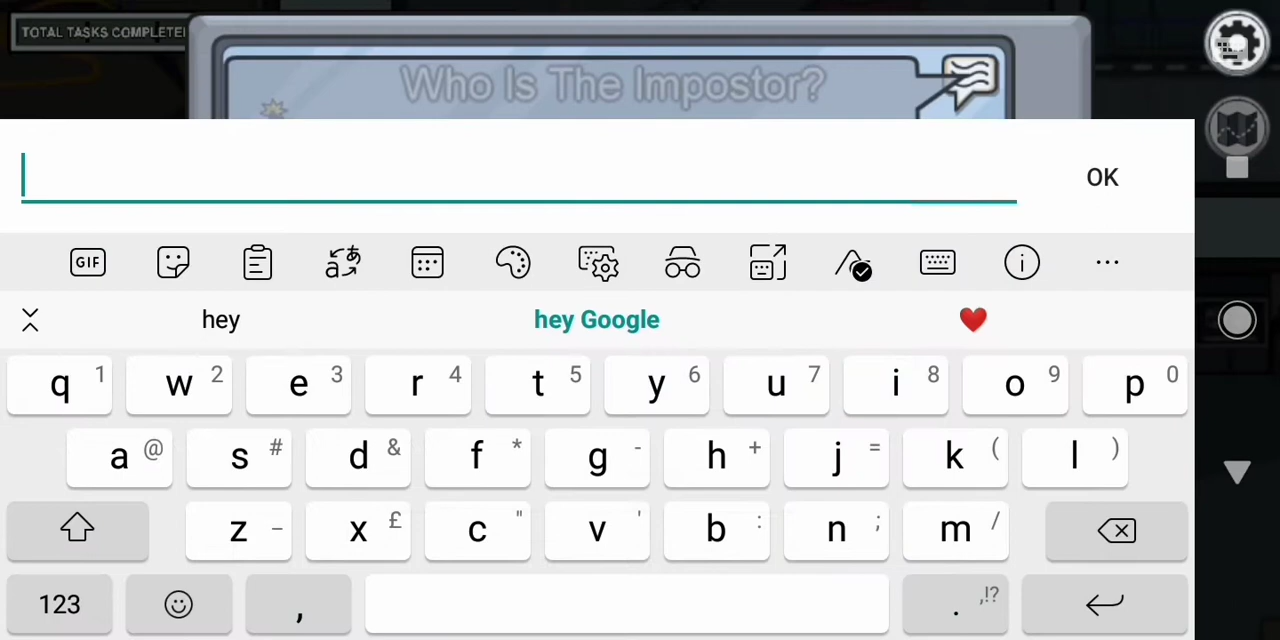 TOTAL TASKS COMPLETE
Who Is The Impostor?
OK
GIF
hey
hey Google
q 1 w 2 e 3 r 4 t 5 y 6 u 7 i 8 o 9 p 0
a @ s # d & f * g - h + j = k ( l )
z – x £ c " v ' b : n ; m /
123 , . ,!?